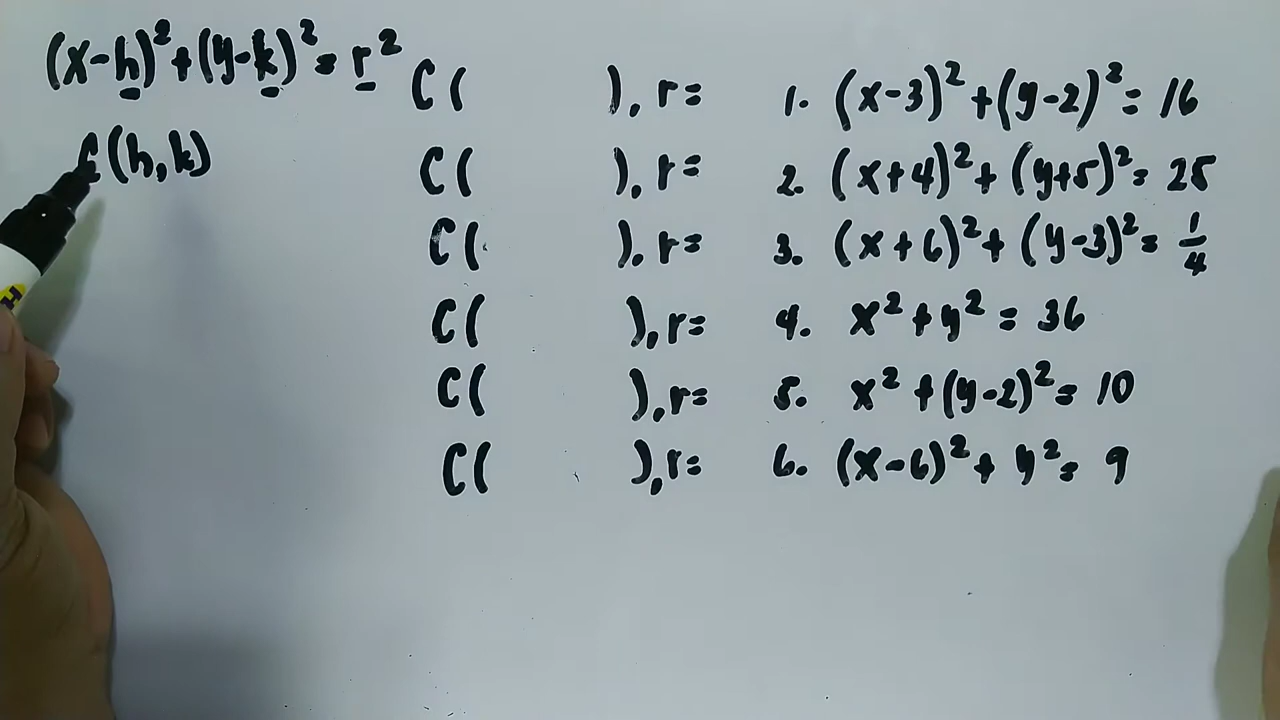 (x-h)²+(y-k)²=r²
C(h,k)
C( ), r= 1. (x-3)²+(y-2)²=16
C( ), r= 2. (x+4)²+(y+5)²=25
C( ), r= 3. (x+6)²+(y-3)²=1/4
C( ), r= 4. x²+y²=36
C( ), r= 5. x²+(y-2)²=10
C( ), r= 6. (x-6)²+y²=9